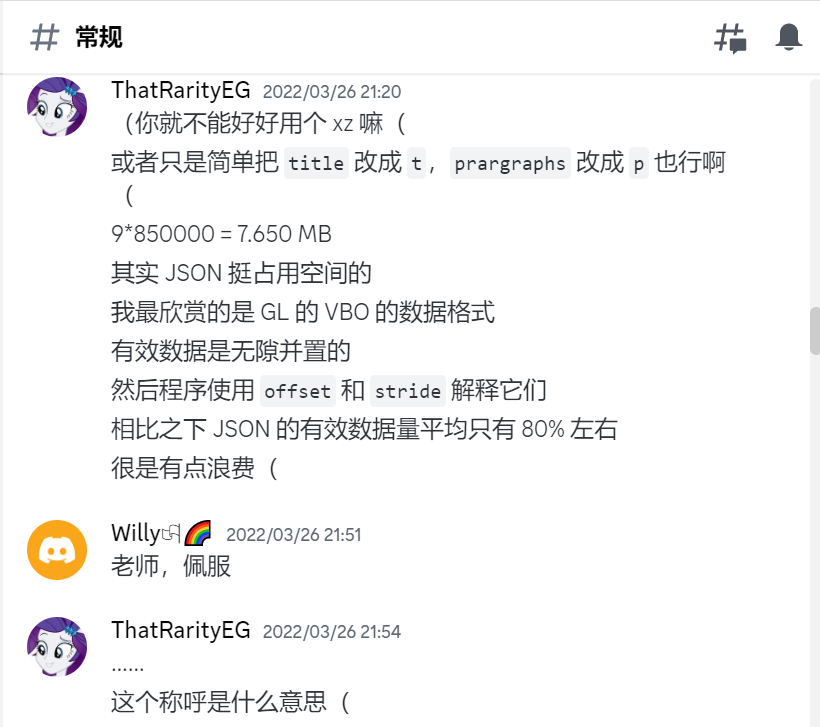 常规
ThatRarityEG 2022/03/26 21:20
（你就不能好好用个 xz 嘛（
或者只是简单把 title 改成 t，prargraphs 改成 p 也行啊
（
9*850000 = 7.650 MB
其实 JSON 挺占用空间的
我最欣赏的是 GL 的 VBO 的数据格式
有效数据是无隙并置的
然后程序使用 offset 和 stride 解释它们
相比之下 JSON 的有效数据量平均只有 80% 左右
很是有点浪费（
Willy🏳🌈 2022/03/26 21:51
老师，佩服
ThatRarityEG 2022/03/26 21:54
……
这个称呼是什么意思（